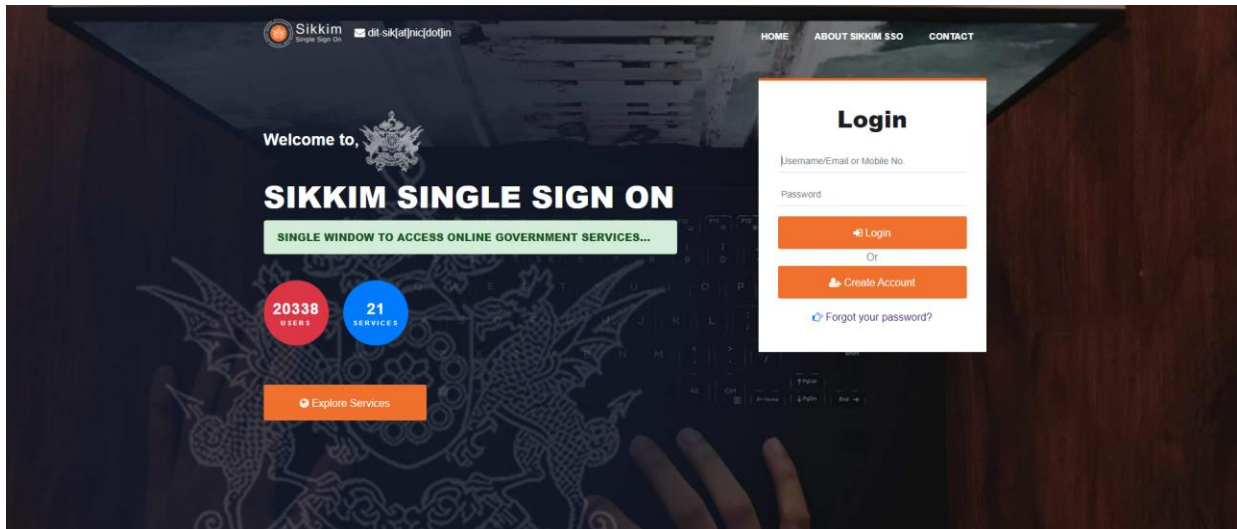 Sikkim
Single Sign On
dit-sik[at]nic[dot]in
HOME ABOUT SIKKIM SSO CONTACT
Welcome to,
SIKKIM SINGLE SIGN ON
SINGLE WINDOW TO ACCESS ONLINE GOVERNMENT SERVICES...
20338
USERS
21
SERVICES
Explore Services
Login
Username/Email or Mobile No.
Password
Login
Or
Create Account
Forgot your password?